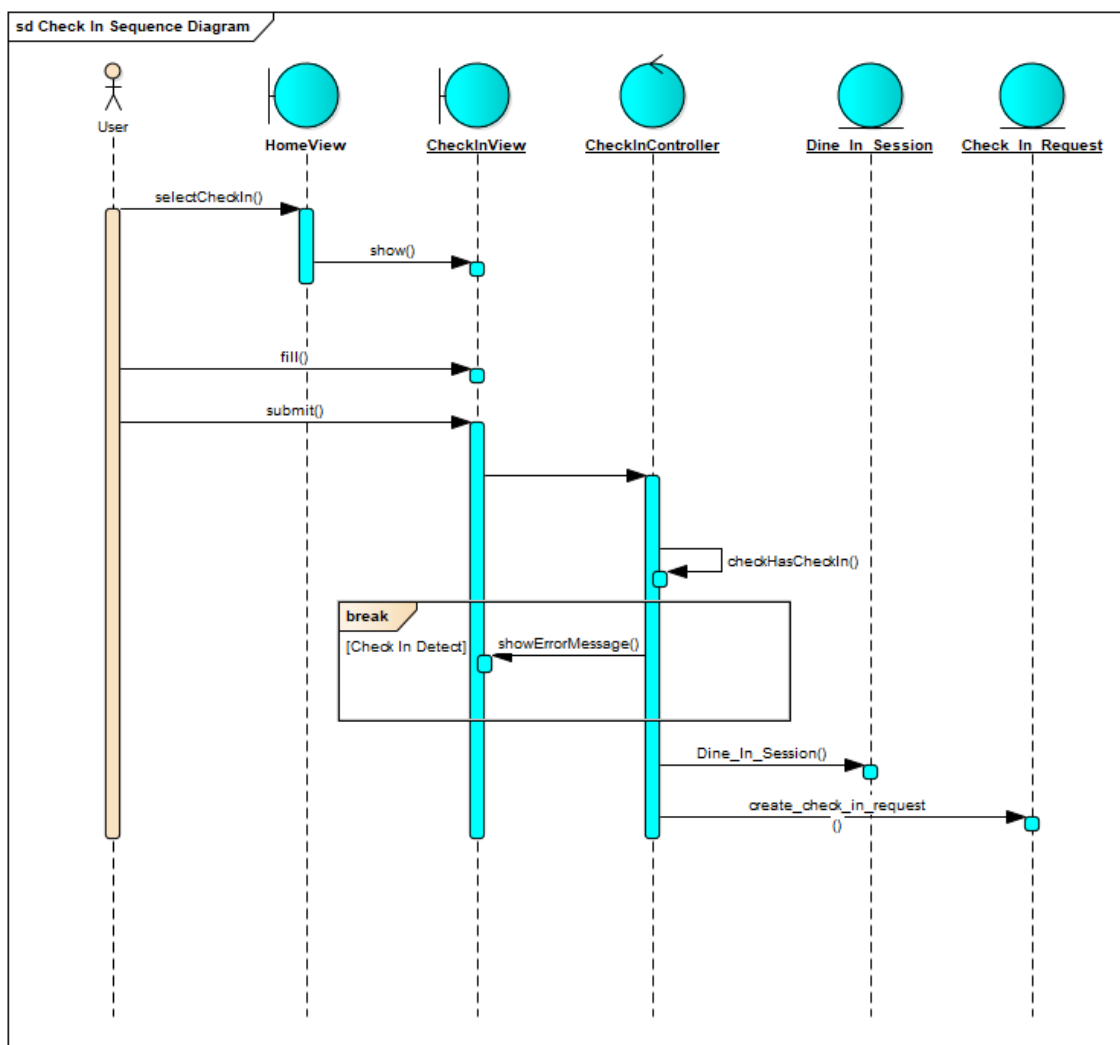 sd Check In Sequence Diagram
User
HomeView
CheckInView
CheckInController
Dine_In_Session
Check_In_Request
selectCheckIn()
show()
fill()
submit()
checkHasCheckIn()
break
[Check In Detect]
showErrorMessage()
Dine_In_Session()
create_check_in_request
()